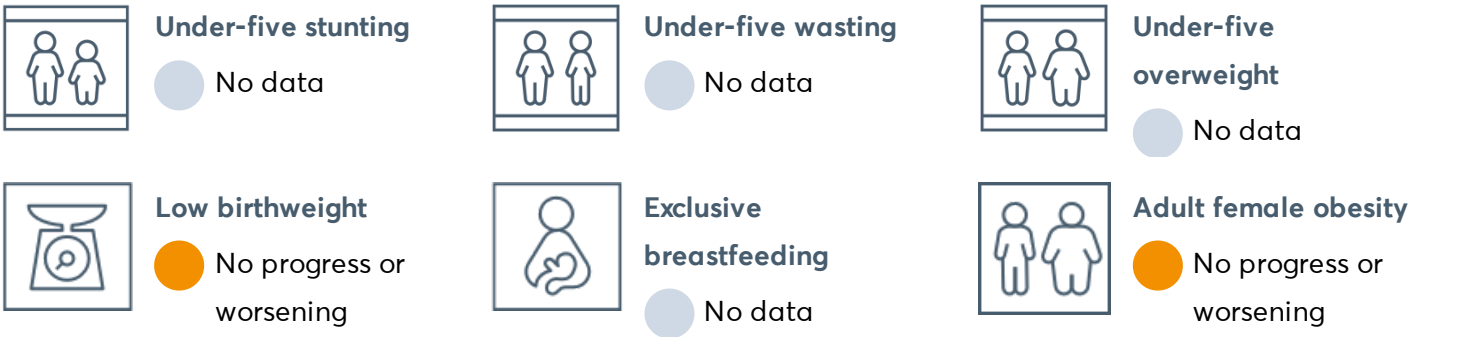 Under-five stunting
No data
Under-five wasting
No data
Under-five
overweight
No data
Low birthweight
No progress or
worsening
Exclusive
breastfeeding
No data
Adult female obesity
No progress or
worsening